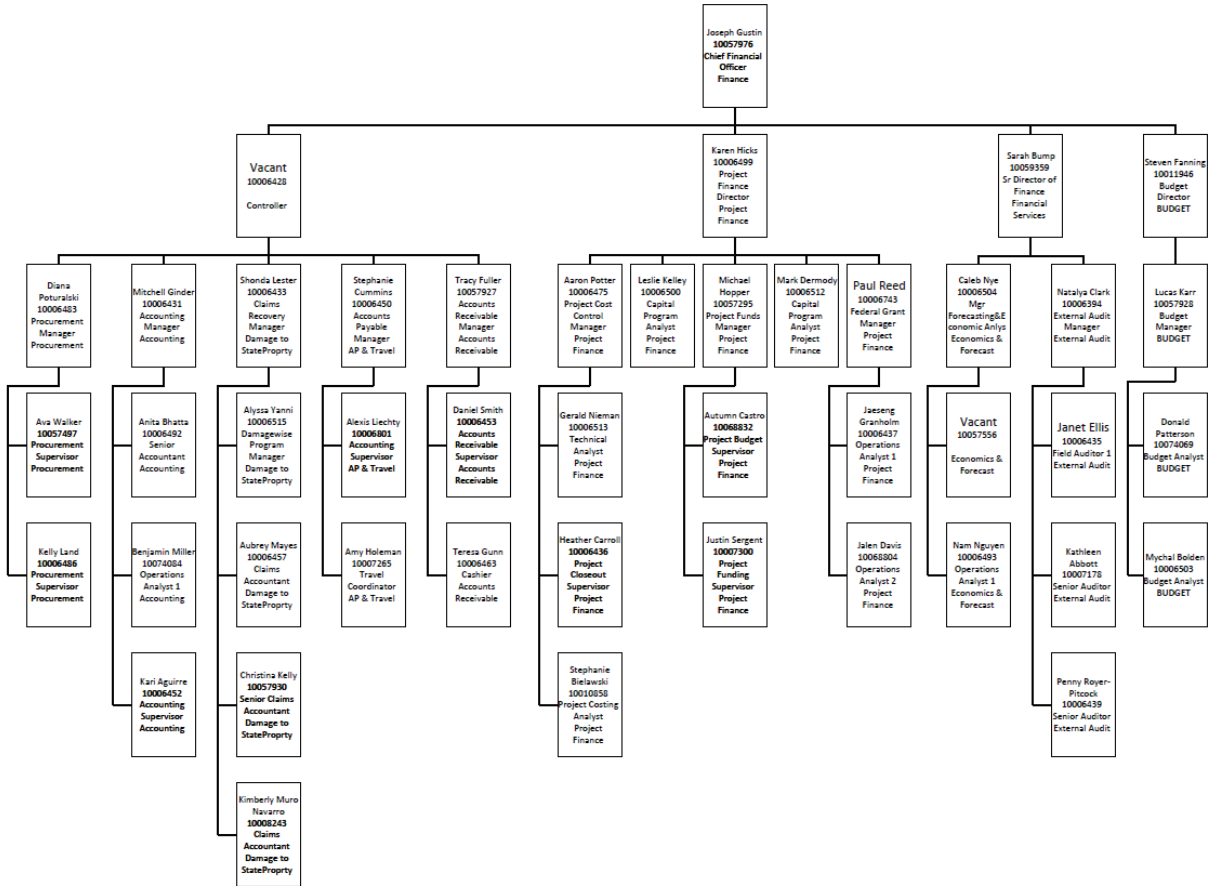 Joseph Gustin
10057976
Chief Financial
Officer
Finance
Vacant
10006428
Controller
Karen Hicks
10006499
Project
Finance
Director
Project
Finance
Sarah Bump
10059359
Sr Director of
Finance
Financial
Services
Steven Fanning
10011946
Budget
Director
BUDGET
Diana
Poturalski
10006483
Procurement
Manager
Procurement
Mitchell Ginder
10006431
Accounting
Manager
Accounting
Shonda Lester
10006433
Claims
Recovery
Manager
Damage to
StateProprty
Stephanie
Cummins
10006450
Accounts
Payable
Manager
AP & Travel
Tracy Fuller
10057927
Accounts
Receivable
Manager
Accounts
Receivable
Aaron Potter
10006475
Project Cost
Control
Manager
Project
Finance
Leslie Kelley
10006500
Capital
Program
Analyst
Project
Finance
Michael
Hopper
10057295
Project Funds
Manager
Project
Finance
Mark Dermody
10006512
Capital
Program
Analyst
Project
Finance
Paul Reed
10006743
Federal Grant
Manager
Project
Finance
Caleb Nye
10006504
Mgr
Forecasting&E
conomic Anlys
Economics &
Forecast
Natalya Clark
10006394
External Audit
Manager
External Audit
Lucas Karr
10057928
Budget
Manager
BUDGET
Ava Walker
10057497
Procurement
Supervisor
Procurement
Anita Bhatta
10006492
Senior
Accountant
Accounting
Alyssa Yanni
10006515
Damagewise
Program
Manager
Damage to
StateProprty
Alexis Liechty
10006801
Accounting
Supervisor
AP & Travel
Daniel Smith
10006453
Accounts
Receivable
Supervisor
Accounts
Receivable
Gerald Nieman
10006513
Technical
Analyst
Project
Finance
Autumn Castro
10068832
Project Budget
Supervisor
Project
Finance
Jaeseng
Granholm
10006437
Operations
Analyst 1
Project
Finance
Vacant
10057556
Economics &
Forecast
Janet Ellis
10006435
Field Auditor 1
External Audit
Donald
Patterson
10074069
Budget Analyst
BUDGET
Kelly Land
10006486
Procurement
Supervisor
Procurement
Benjamin Miller
10074084
Operations
Analyst 1
Accounting
Aubrey Mayes
10006457
Claims
Accountant
Damage to
StateProprty
Amy Holeman
10007265
Travel
Coordinator
AP & Travel
Teresa Gunn
10006463
Cashier
Accounts
Receivable
Heather Carroll
10006436
Project
Closeout
Supervisor
Project
Finance
Justin Sergent
10007300
Project
Funding
Supervisor
Project
Finance
Jalen Davis
10068804
Operations
Analyst 2
Project
Finance
Nam Nguyen
10006493
Operations
Analyst 1
Economics &
Forecast
Kathleen
Abbott
10007178
Senior Auditor
External Audit
Mychal Bolden
10006503
Budget Analyst
BUDGET
Kari Aguirre
10006452
Accounting
Supervisor
Accounting
Christina Kelly
10057930
Senior Claims
Accountant
Damage to
StateProprty
Stephanie
Bielawski
10010858
Project Costing
Analyst
Project
Finance
Penny Royer-
Pitcock
10006439
Senior Auditor
External Audit
Kimberly Muro
Navarro
10008243
Claims
Accountant
Damage to
StateProprty